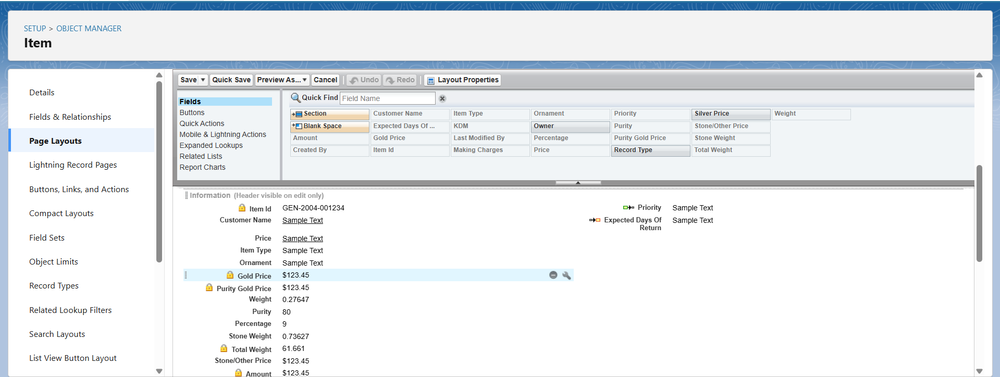 SETUP > OBJECT MANAGER
Item
Details
Fields & Relationships
Page Layouts
Lightning Record Pages
Buttons, Links, and Actions
Compact Layouts
Field Sets
Object Limits
Record Types
Related Lookup Filters
Search Layouts
List View Button Layout
Save Quick Save Preview As... Cancel Undo Redo Layout Properties
Fields
Buttons
Quick Actions
Mobile & Lightning Actions
Expanded Lookups
Related Lists
Report Charts
Quick Find Field Name
Section Customer Name Item Type Ornament Priority Silver Price Weight
Blank Space Expected Days Of ... KDM Owner Purity Stone/Other Price
Amount Gold Price Last Modified By Percentage Purity Gold Price Stone Weight
Created By Item Id Making Charges Price Record Type Total Weight
Information (Header visible on edit only)
Item Id GEN-2004-001234 Priority Sample Text
Customer Name Sample Text Expected Days Of Sample Text
Return
Price Sample Text
Item Type Sample Text
Ornament Sample Text
Gold Price $123.45
Purity Gold Price $123.45
Weight 0.27647
Purity 80
Percentage 9
Stone Weight 0.73627
Total Weight 61.661
Stone/Other Price $123.45
Amount $123.45